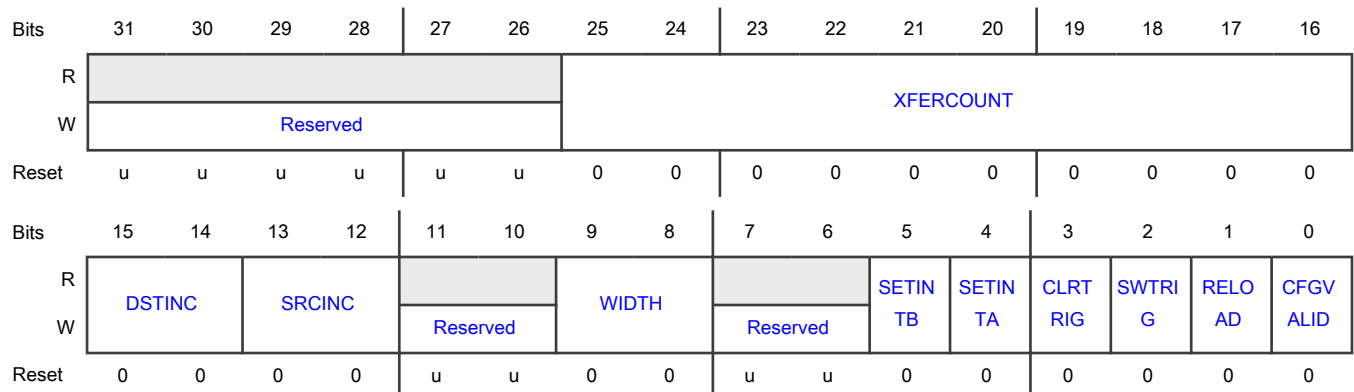 Bits 31 30 29 28 27 26 25 24 23 22 21 20 19 18 17 16
R
XFERCOUNT
W Reserved
Reset u u u u u u 0 0 0 0 0 0 0 0 0 0
Bits 15 14 13 12 11 10 9 8 7 6 5 4 3 2 1 0
R DSTINC SRCINC WIDTH SETIN SETIN CLRT SWTRI RELO CFGV
W Reserved Reserved TB TA RIG G AD ALID
Reset 0 0 0 0 u u 0 0 u u 0 0 0 0 0 0